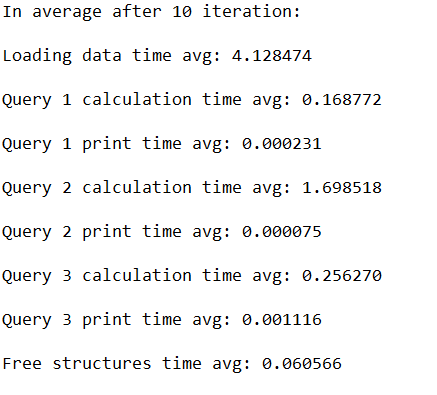 In average after 10 iteration:
Loading data time avg: 4.128474
Query 1 calculation time avg: 0.168772
Query 1 print time avg: 0.000231
Query 2 calculation time avg: 1.698518
Query 2 print time avg: 0.000075
Query 3 calculation time avg: 0.256270
Query 3 print time avg: 0.001116
Free structures time avg: 0.060566